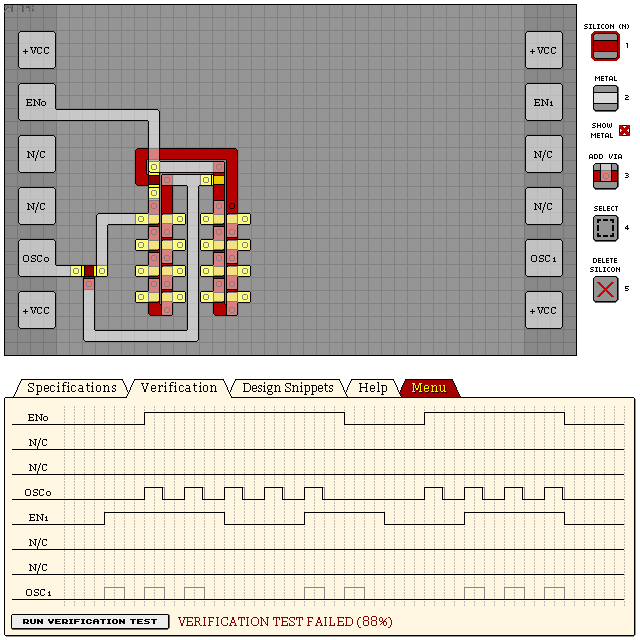 SILICON (N)
1
+VCC
+VCC
METAL
2
EN0
EN1
SHOW METAL
N/C
N/C
ADD VIA
3
N/C
N/C
SELECT
4
OSC0
OSC1
DELETE SILICON
5
+VCC
+VCC
Specifications
Verification
Design Snippets
Help
Menu
EN0
N/C
N/C
OSC0
EN1
N/C
N/C
OSC1
RUN VERIFICATION TEST
VERIFICATION TEST FAILED (88%)